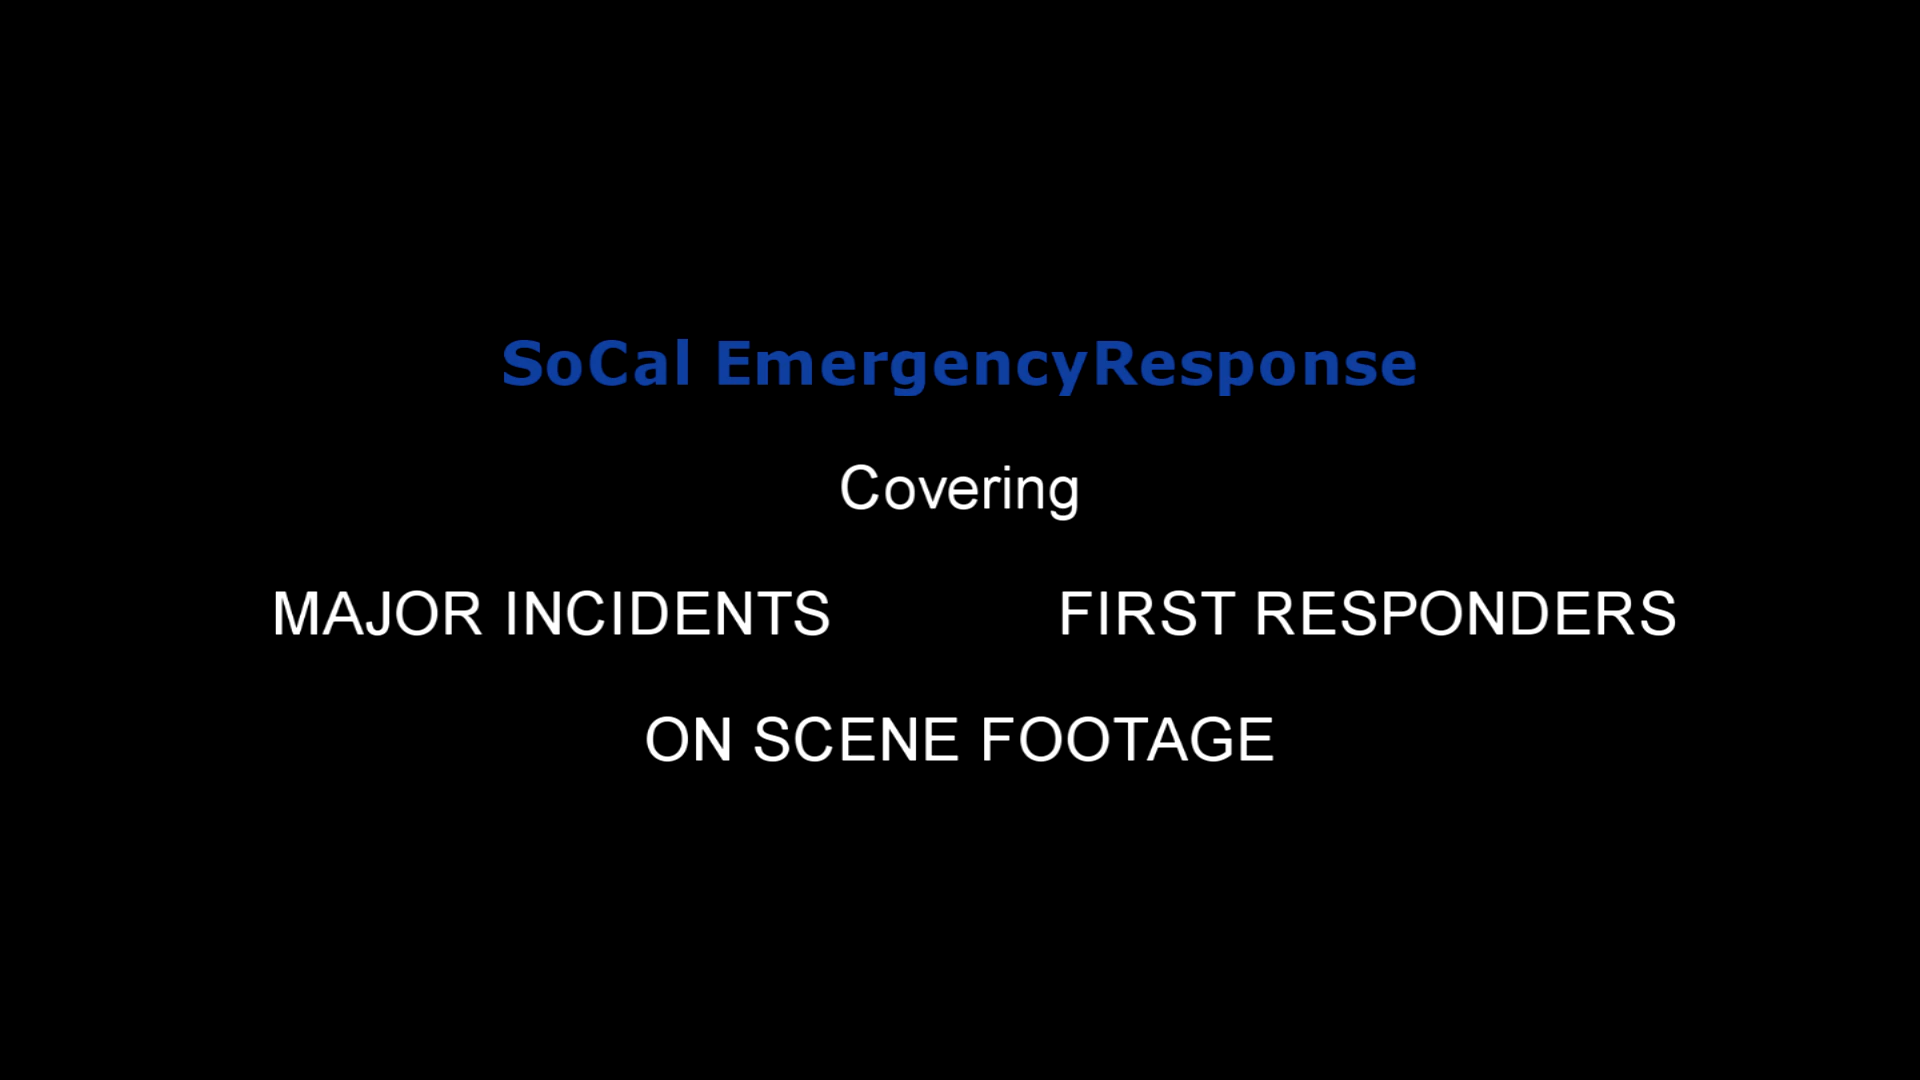 SoCal EmergencyResponse
Covering
MAJOR INCIDENTS FIRST RESPONDERS
ON SCENE FOOTAGE